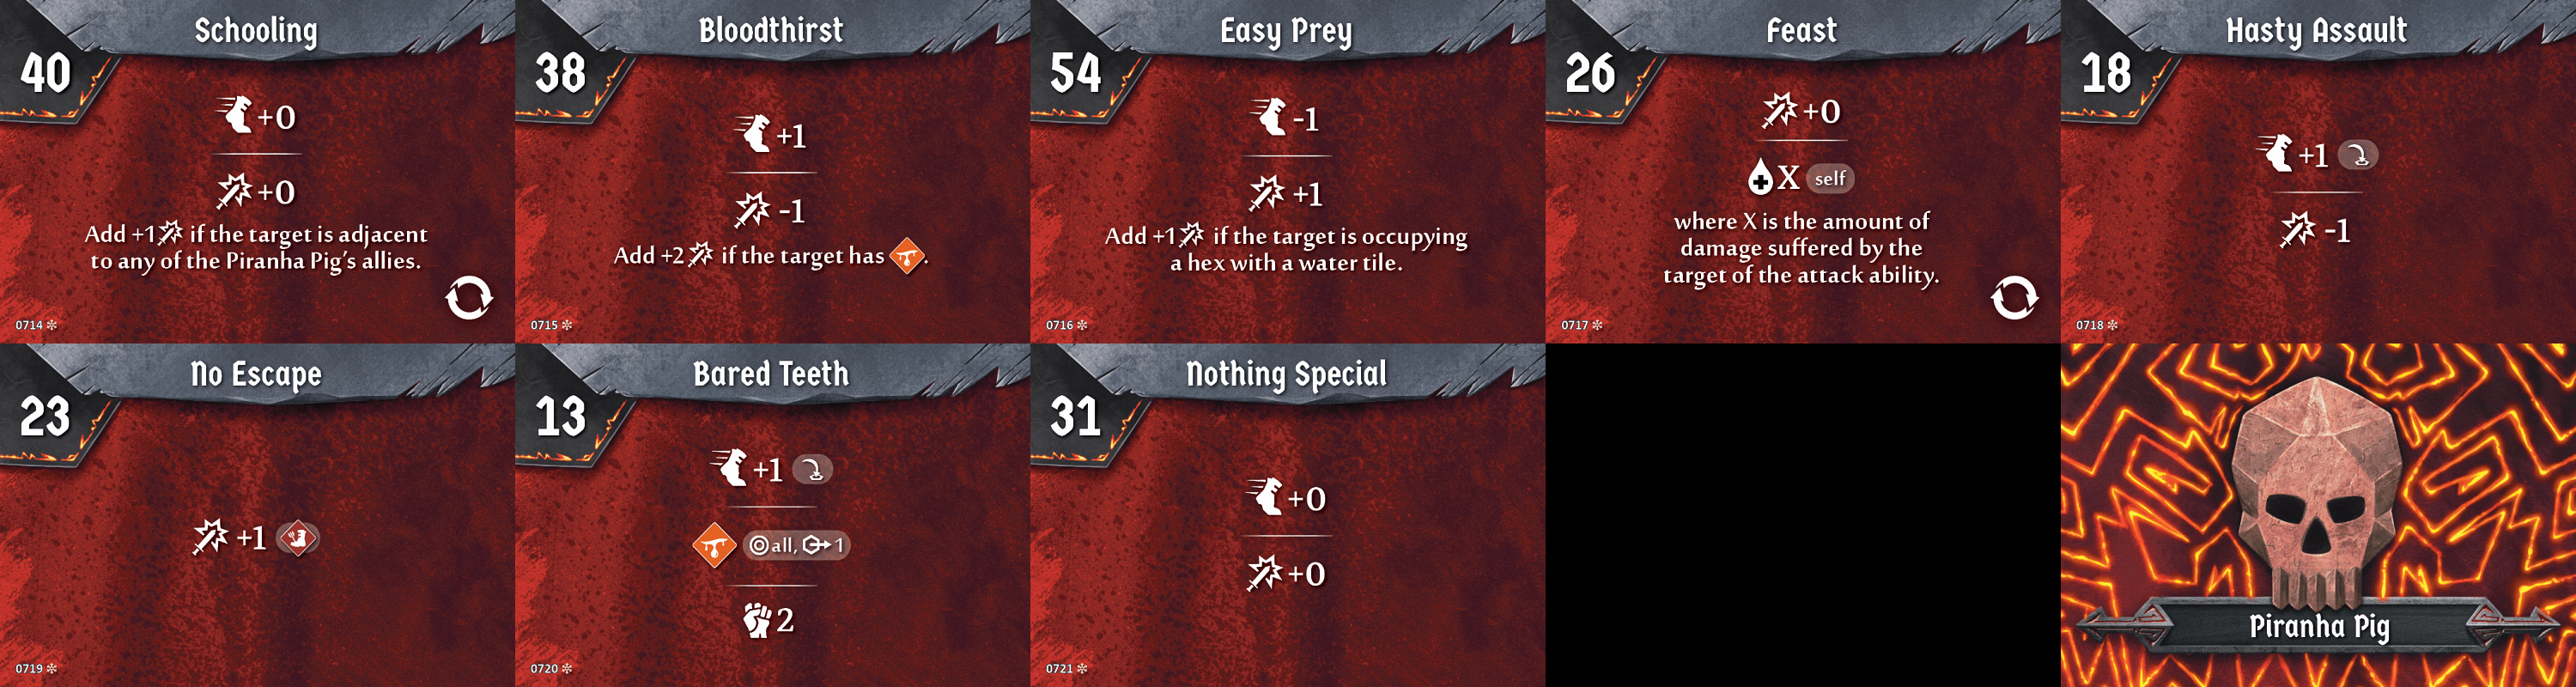 Schooling
40
+0
+0
Add +1 if the target is adjacent
to any of the Piranha Pig's allies.
0714
Bloodthirst
38
+1
-1
Add +2 if the target has .
0715
Easy Prey
54
-1
+1
Add +1 if the target is occupying
a hex with a water tile.
0716
Feast
26
+0
X self
where X is the amount of
damage suffered by the
target of the attack ability.
0717
Hasty Assault
18
+1
-1
0718
No Escape
23
+1
0719
Bared Teeth
13
+1
all, 1
2
0720
Nothing Special
31
+0
+0
0721
Piranha Pig